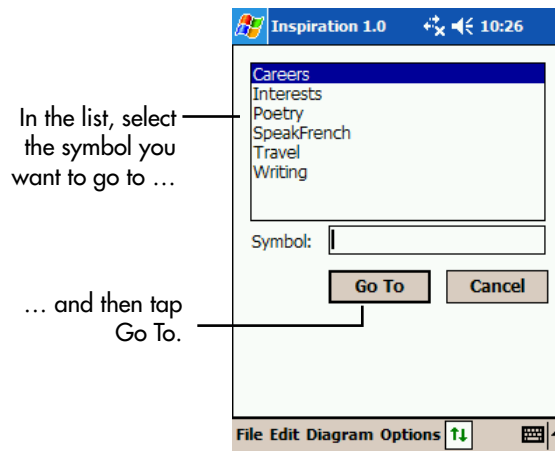 Inspiration 1.0 10:26
Careers
Interests
Poetry
SpeakFrench
Travel
Writing
In the list, select
the symbol you
want to go to …
Symbol:
Go To Cancel
… and then tap
Go To.
File Edit Diagram Options